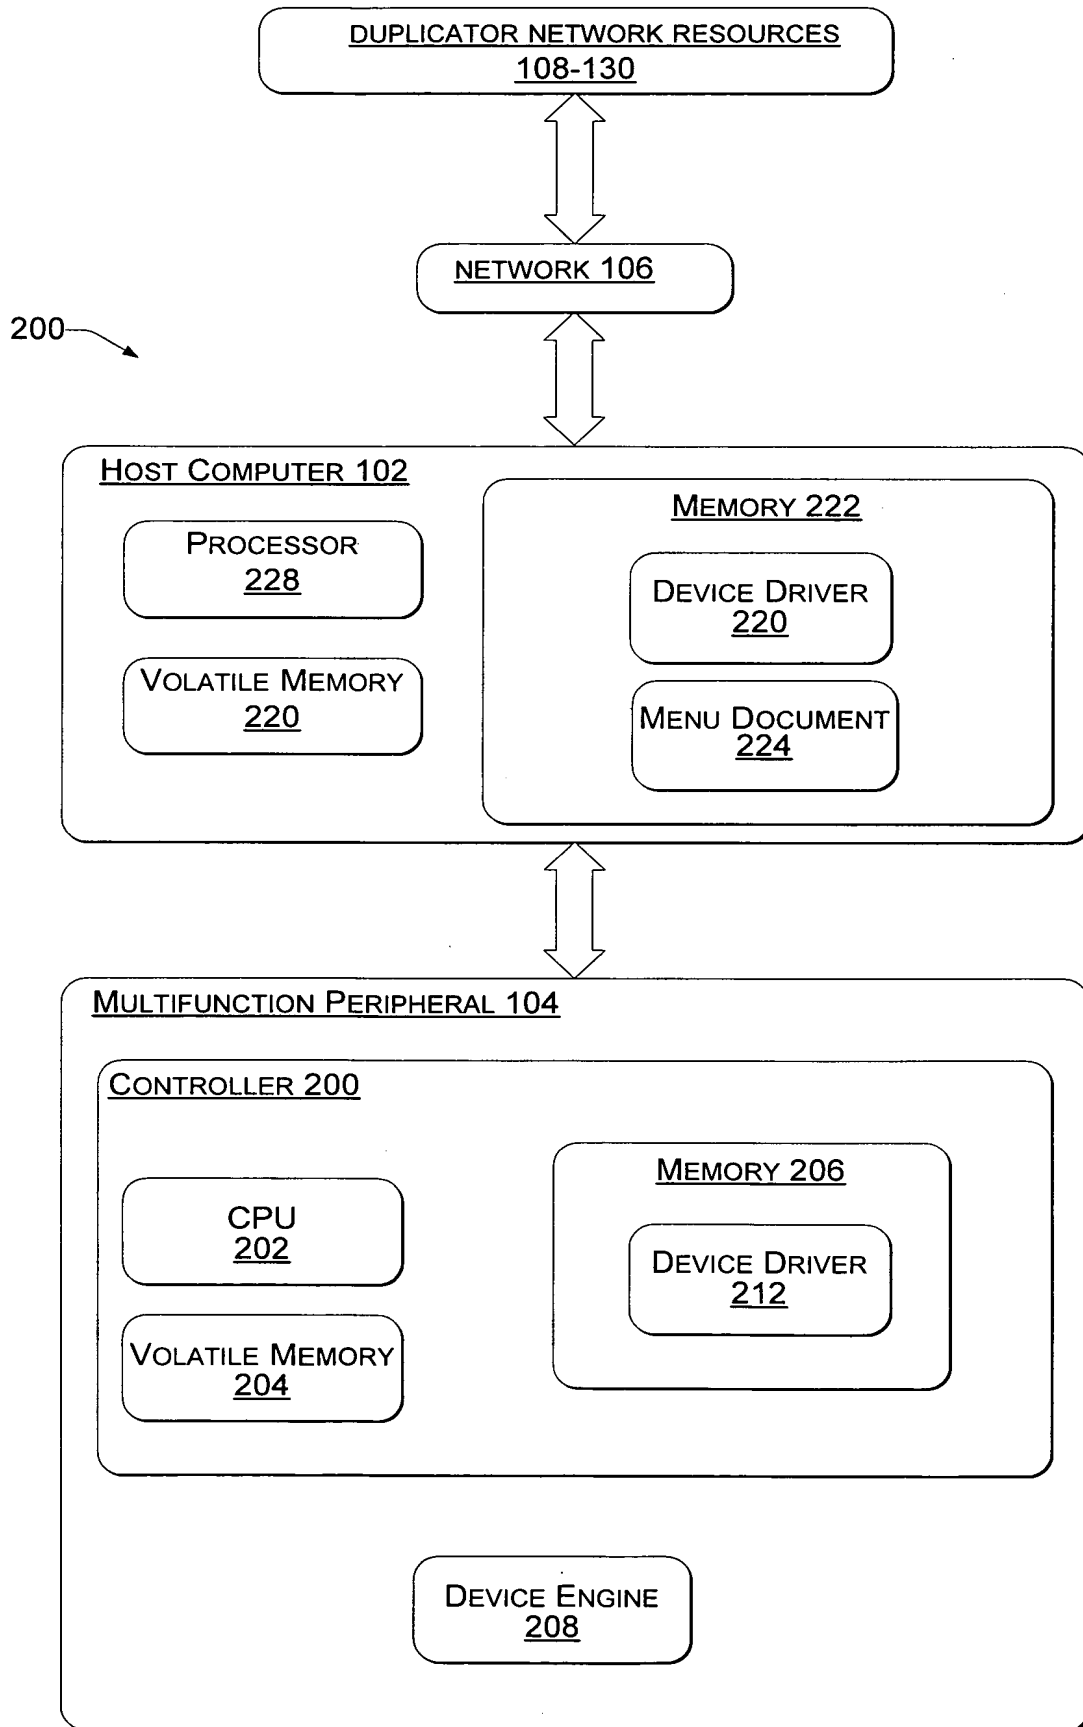 DUPLICATOR NETWORK RESOURCES
108-130
NETWORK 106
200
HOST COMPUTER 102
PROCESSOR
228
VOLATILE MEMORY
220
MEMORY 222
DEVICE DRIVER
220
MENU DOCUMENT
224
MULTIFUNCTION PERIPHERAL 104
CONTROLLER 200
CPU
202
VOLATILE MEMORY
204
MEMORY 206
DEVICE DRIVER
212
DEVICE ENGINE
208